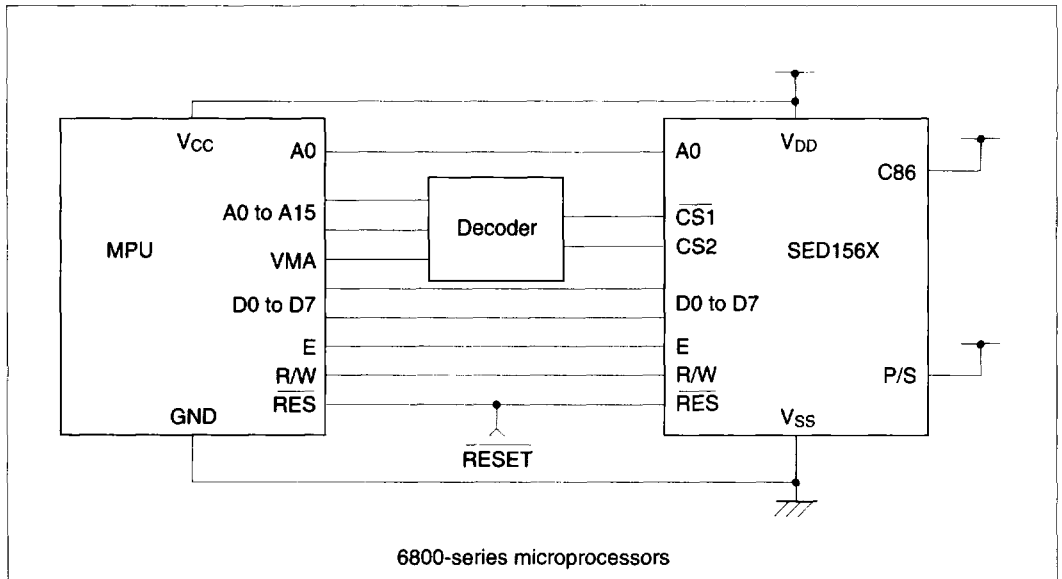 VCC
A0
A0 to A15
MPU
VMA
D0 to D7
E
R/W
RES
GND
Decoder
RESET
VDD
A0
C86
CS1
CS2
SED156X
D0 to D7
E
R/W
P/S
RES
VSS
6800-series microprocessors